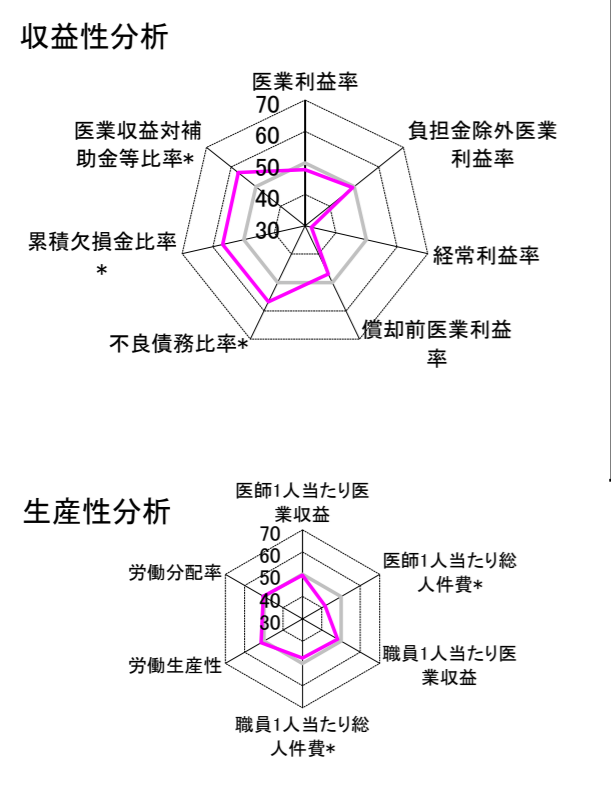 収益性分析
医業利益率
70
60
50
40
30
負担金除外医業
利益率
経常利益率
償却前医業利益
率
不良債務比率*
累積欠損金比率
*
医業収益対補
助金等比率*
生産性分析
医師1人当たり医
業収益
70
60
50
40
30
医師1人当たり総
人件費*
職員1人当たり医
業収益
職員1人当たり総
人件費*
労働生産性
労働分配率